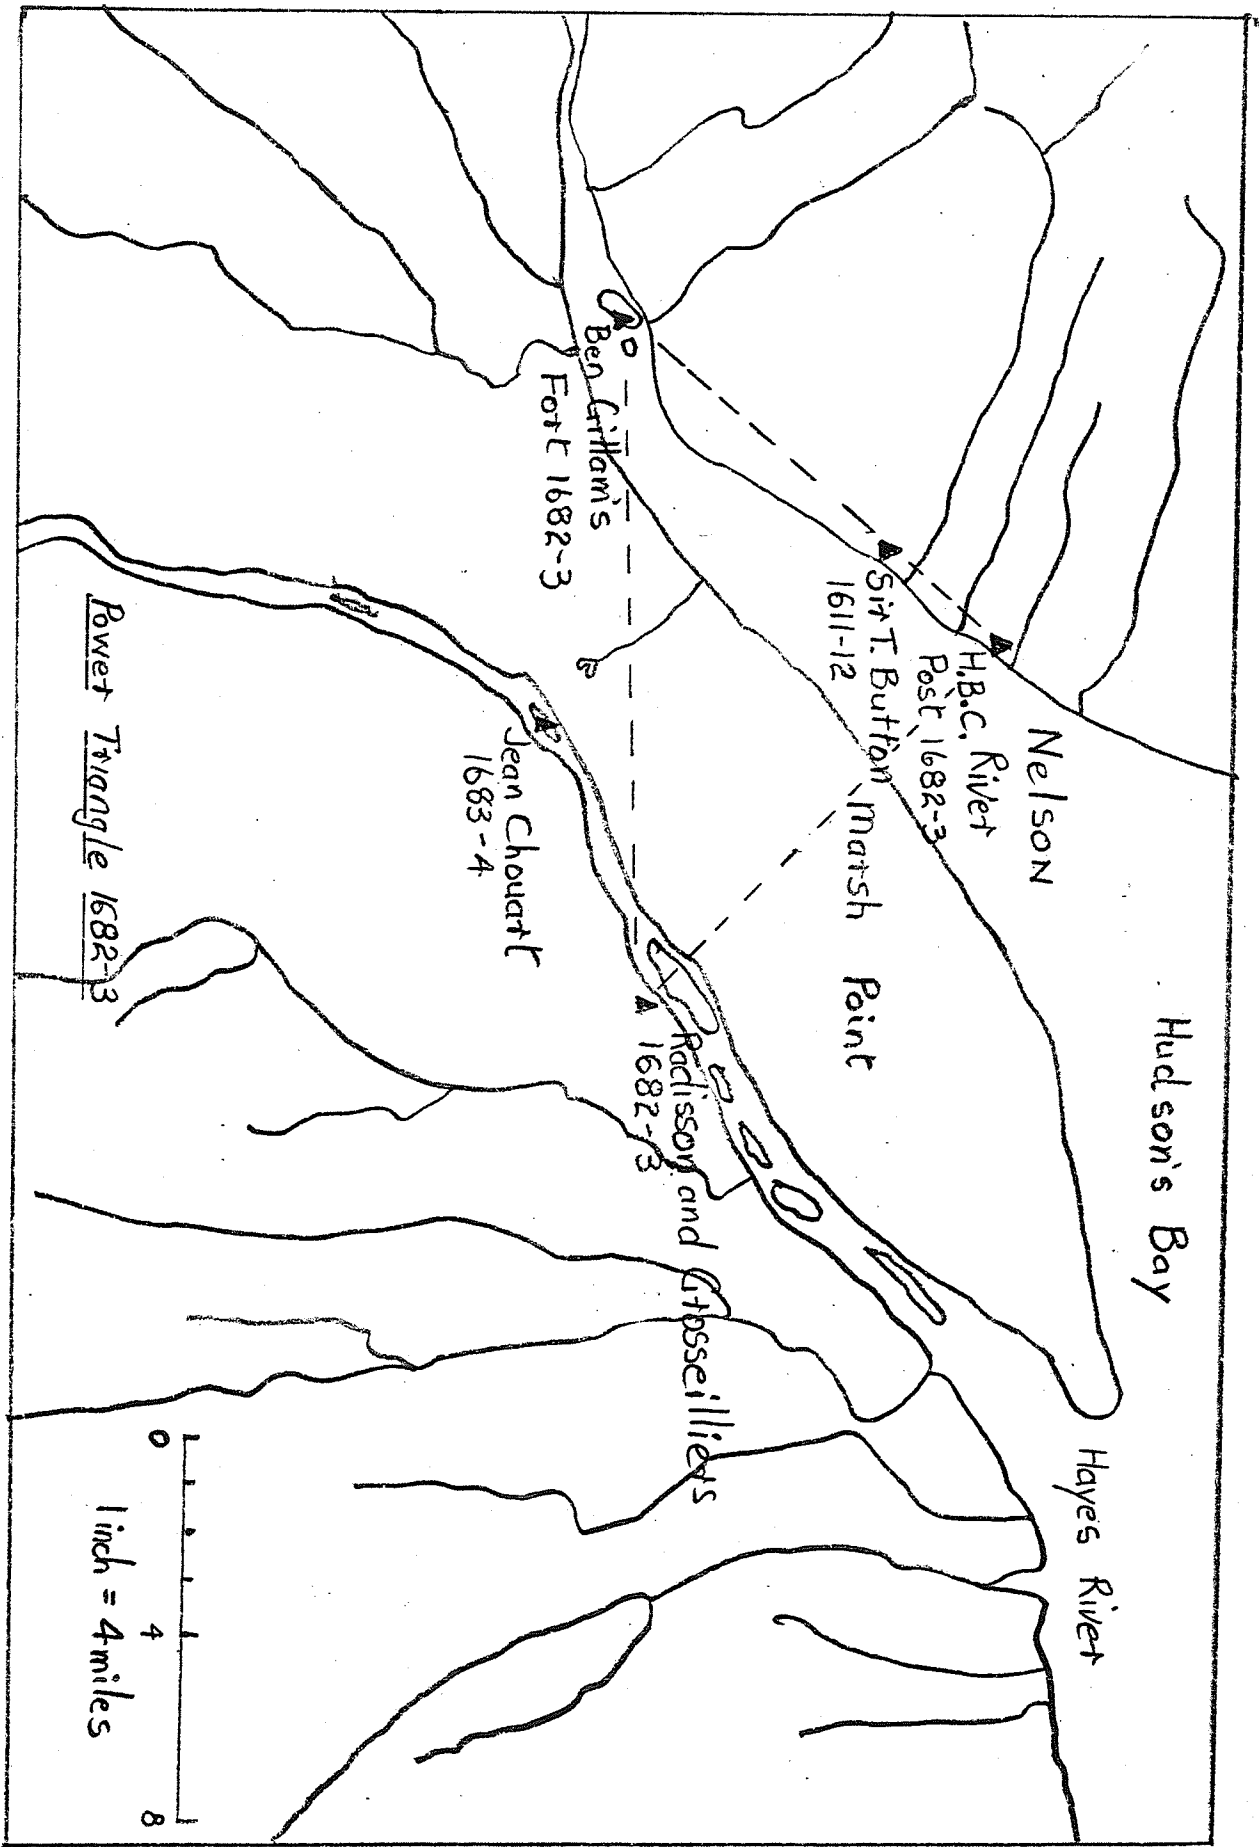 Hudson's Bay
Hayes River
Nelson
H.B.C. River
Post, 1682-3
Sir T. Button
1611-12
Marsh Point
Ben Gillam's
Fort 1682-3
Radisson and Grosseilliers
1682-3
Jean Chouart
1683-4
Power Triangle 1682-3
0 4 8
1 inch = 4 miles